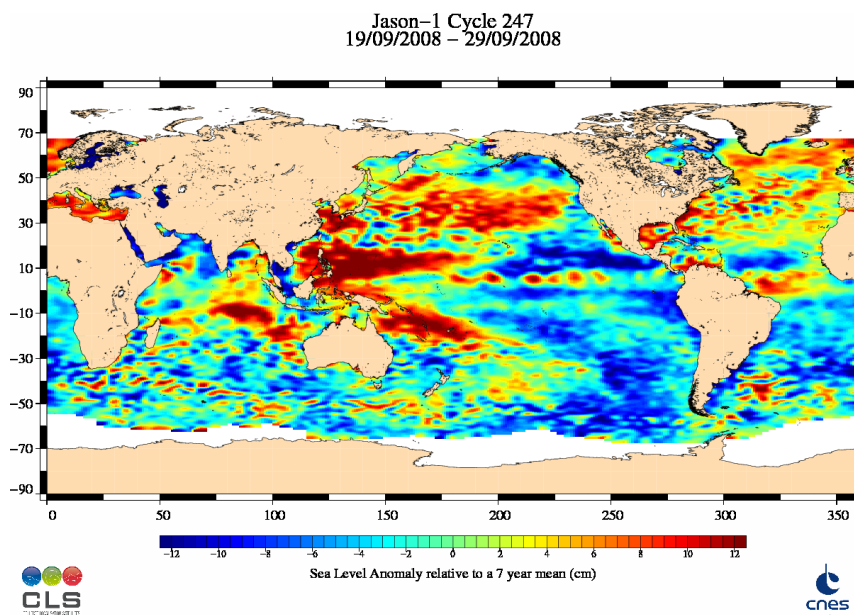 Jason-1 Cycle 247
19/09/2008 - 29/09/2008
90
70
50
30
10
-10
-30
-50
-70
-90
0 50 100 150 200 250 300 350
-12 -10 -8 -6 -4 -2 0 2 4 6 8 10 12
Sea Level Anomaly relative to a 7 year mean (cm)
CLS
cnes